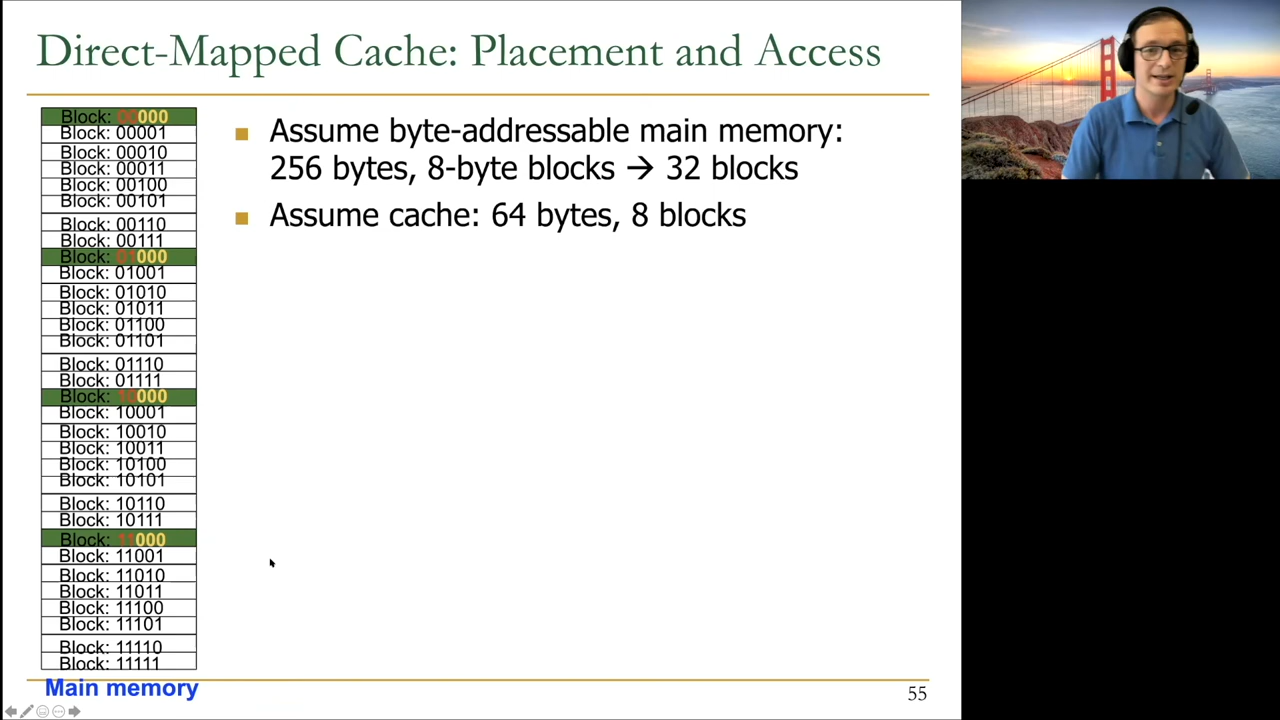 Direct-Mapped Cache: Placement and Access
Block: 00000
Block: 00001
Block: 00010
Block: 00011
Block: 00100
Block: 00101
Block: 00110
Block: 00111
Block: 01000
Block: 01001
Block: 01010
Block: 01011
Block: 01100
Block: 01101
Block: 01110
Block: 01111
Block: 10000
Block: 10001
Block: 10010
Block: 10011
Block: 10100
Block: 10101
Block: 10110
Block: 10111
Block: 11000
Block: 11001
Block: 11010
Block: 11011
Block: 11100
Block: 11101
Block: 11110
Block: 11111
Main memory
Assume byte-addressable main memory:
256 bytes, 8-byte blocks → 32 blocks
Assume cache: 64 bytes, 8 blocks
55